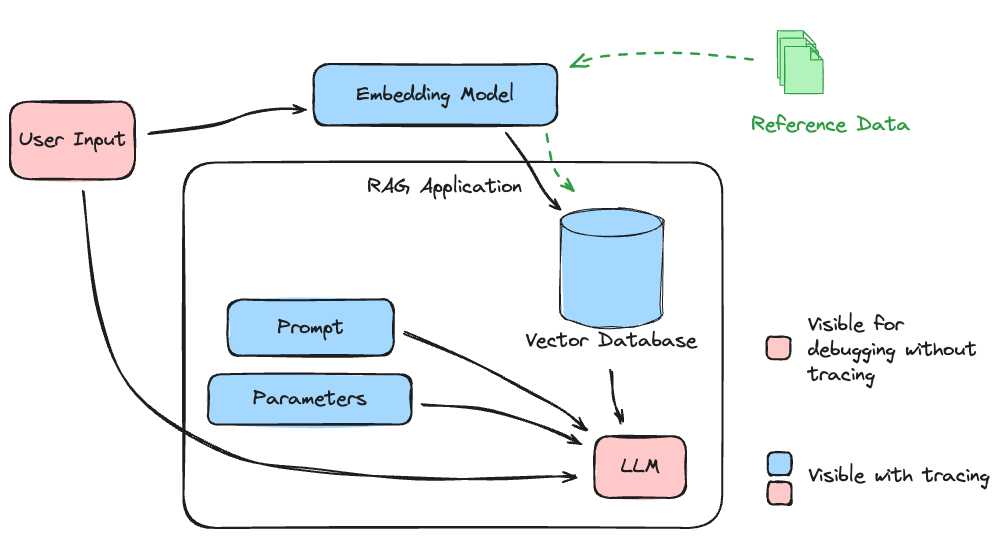 Embedding Model
Reference Data
User Input
RAG Application
Prompt
Vector Database
Parameters
LLM
Visible for
debugging without
tracing
Visible with tracing